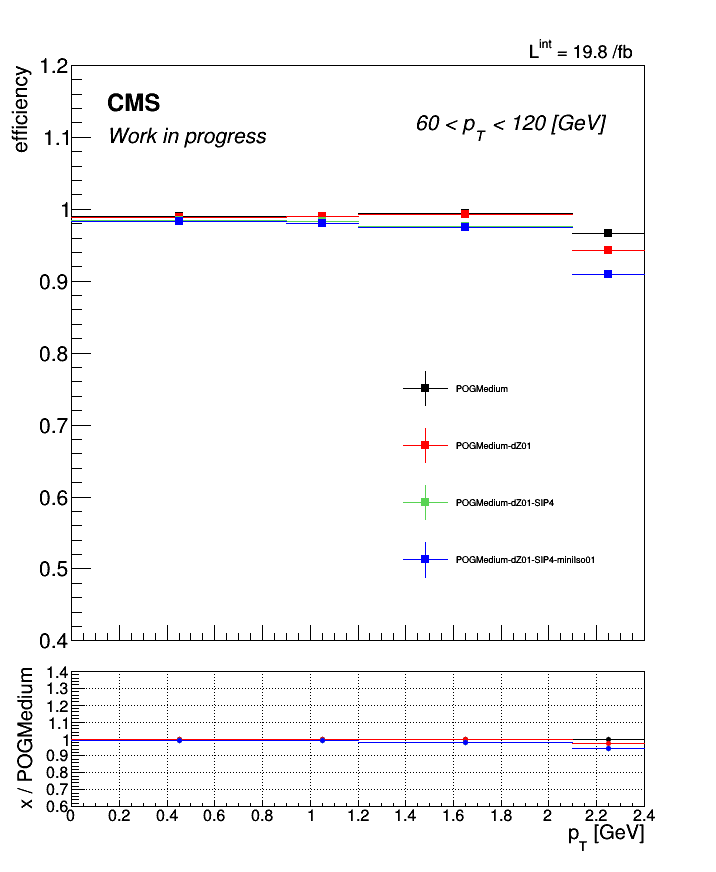 L^int = 19.8 /fb
efficiency
1.2
1.1
1
0.9
0.8
0.7
0.6
0.5
0.4
CMS
Work in progress
60 < p_T < 120 [GeV]
POGMedium
POGMedium-dZ01
POGMedium-dZ01-SIP4
POGMedium-dZ01-SIP4-miniIso01
x / POGMedium
1.4
1.3
1.2
1.1
1
0.9
0.8
0.7
0.6
0 0.2 0.4 0.6 0.8 1 1.2 1.4 1.6 1.8 2 2.2 2.4
p_T [GeV]